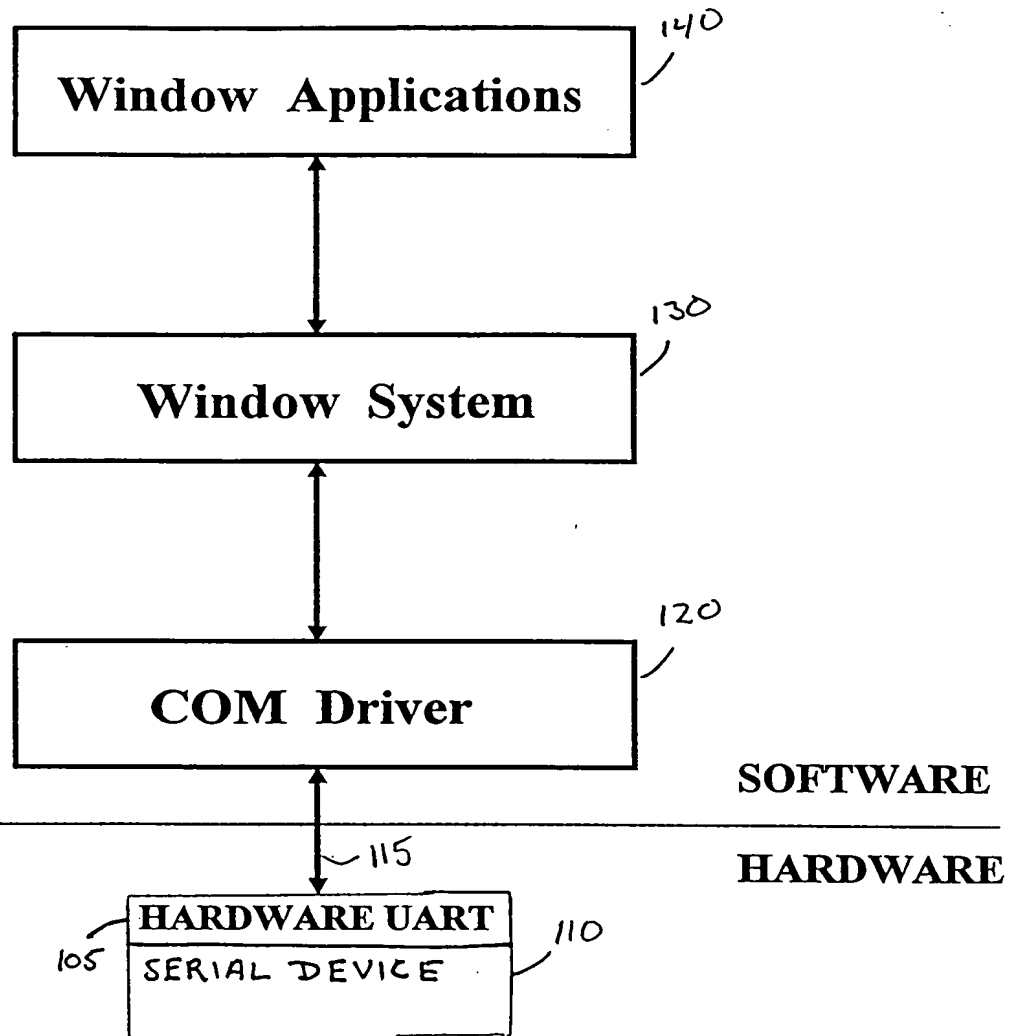 140
Window Applications
130
Window System
120
COM Driver
SOFTWARE
115
HARDWARE
HARDWARE UART
105
110
SERIAL DEVICE